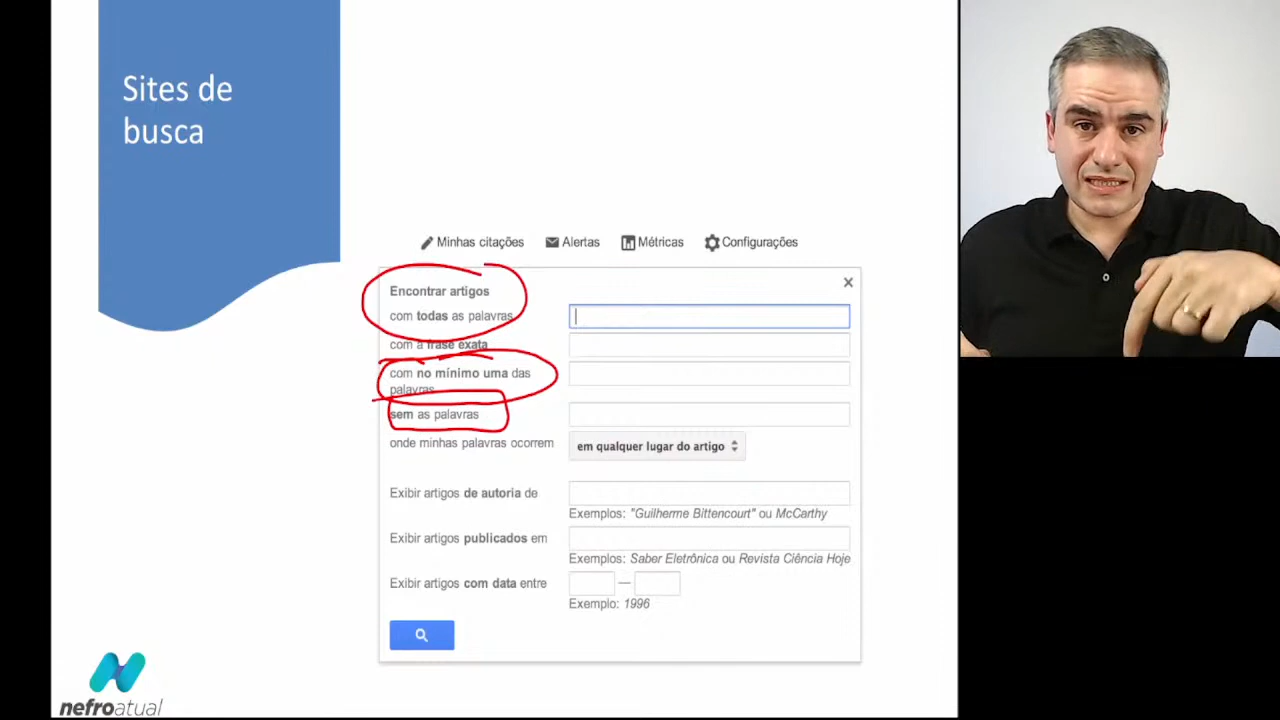 Sites de
busca
Minhas citações Alertas Métricas Configurações
Encontrar artigos
com todas as palavras
com a frase exata
com no mínimo uma das
palavras
sem as palavras
onde minhas palavras ocorrem em qualquer lugar do artigo
Exibir artigos de autoria de
Exemplos: "Guilherme Bittencourt" ou McCarthy
Exibir artigos publicados em
Exemplos: Saber Eletrônica ou Revista Ciência Hoje
Exibir artigos com data entre —
Exemplo: 1996
nefroatual